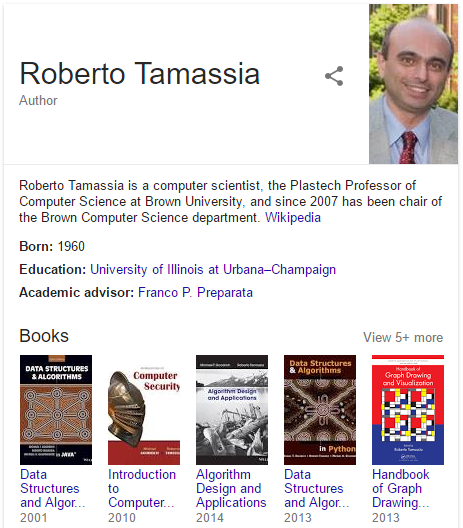 Roberto Tamassia
Author
Roberto Tamassia is a computer scientist, the Plastech Professor of
Computer Science at Brown University, and since 2007 has been chair of
the Brown Computer Science department. Wikipedia
Born: 1960
Education: University of Illinois at Urbana–Champaign
Academic advisor: Franco P. Preparata
Books
View 5+ more
DATA STRUCTURES
& ALGORITHMS
IN JAVA
Computer
Security
Algorithm Design
and Applications
Data Structures
& Algorithms
in Python
Handbook of
Graph Drawing
and Visualization
Roberto Tamassia
Data
Structures
and Algor...
2001
Introduction
to
Computer...
2010
Algorithm
Design and
Applications
2014
Data
Structures
and Algor...
2013
Handbook
of Graph
Drawing...
2013